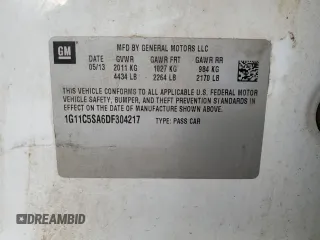 GM
MFD BY GENERAL MOTORS LLC
DATE GVWR GAWR FRT GAWR RR
05/13 2011 KG 1027 KG 984 KG
4434 LB 2264 LB 2170 LB
THIS VEHICLE CONFORMS TO ALL APPLICABLE U.S. FEDERAL MOTOR
VEHICLE SAFETY, BUMPER, AND THEFT PREVENTION STANDARDS
IN EFFECT ON THE DATE OF MANUFACTURE SHOWN ABOVE.
1G11C5SA6DF304217 TYPE: PASS CAR
DREAMBID